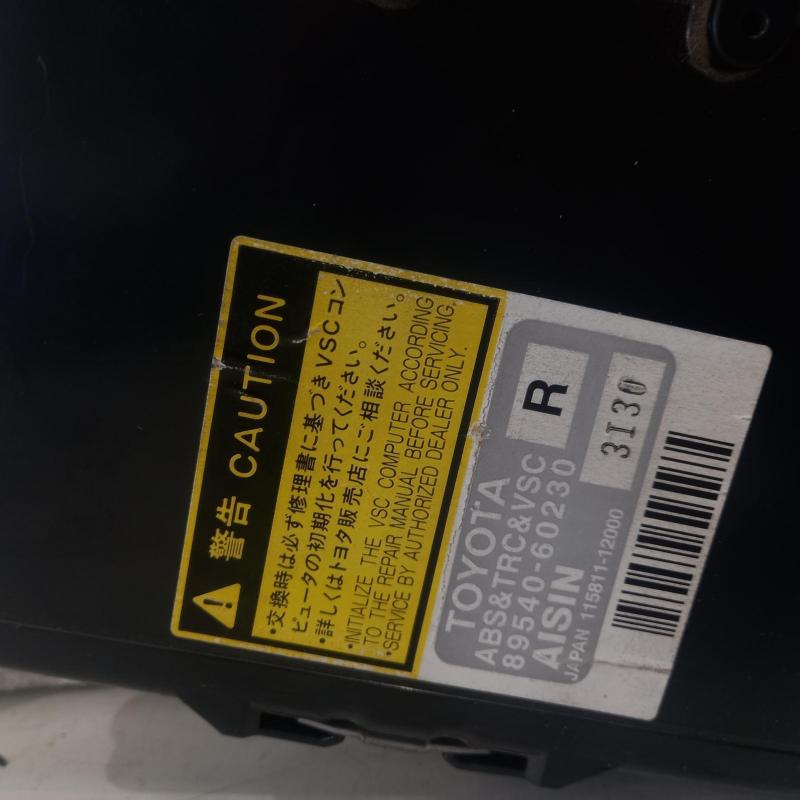 警告 CAUTION
•交換時は必ず修理書に基づきVSCコン
ピュータの初期化を行ってください。
•詳しくはトヨタ販売店にご相談ください。
•INITIALIZE THE VSC COMPUTER ACCORDING
TO THE REPAIR MANUAL BEFORE SERVICING.
•SERVICE BY AUTHORIZED DEALER ONLY.
TOYOTA
R
ABS&TRC&VSC
89540-60230
3I30
AISIN
JAPAN 115811-12000